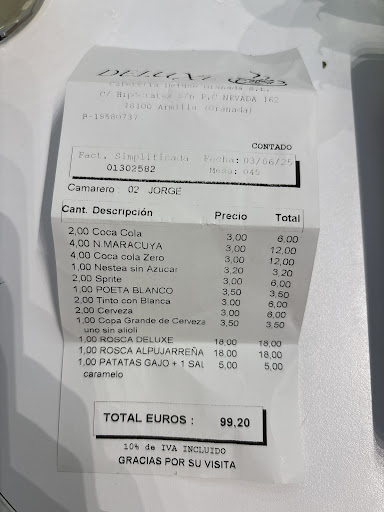 DELUXE
Cafeteria Deluxe Granada S.L.
C/ Hipócrates s/n E.C NEVADA 162
18100 Armilla (Granada)
CONTADO
Fact. Simplificada Fecha: 03/06/25
01302582 Mesa: 045
Camarero : 02 JORGE
Cant. Descripción Precio Total
2,00 Coca Cola 3,00 6,00
4,00 N.MARACUYA 3,00 12,00
4,00 Coca cola Zero 3,00 12,00
1,00 Nestea sin Azucar 3,20 3,20
2,00 Sprite 3,00 6,00
1,00 POETA BLANCO 3,50 3,50
2,00 Tinto con Blanca 3,00 6,00
2,00 Cerveza 3,00 6,00
1,00 Copa Grande de Cerveza 3,50 3,50
uno sin alioli
1,00 ROSCA DELUXE 18,00 18,00
1,00 ROSCA ALPUJARREÑA 18,00 18,00
1,00 PATATAS GAJO + 1 SAL 5,00 5,00
caramelo
TOTAL EUROS : 99,20
10% de IVA INCLUIDO
GRACIAS POR SU VISITA